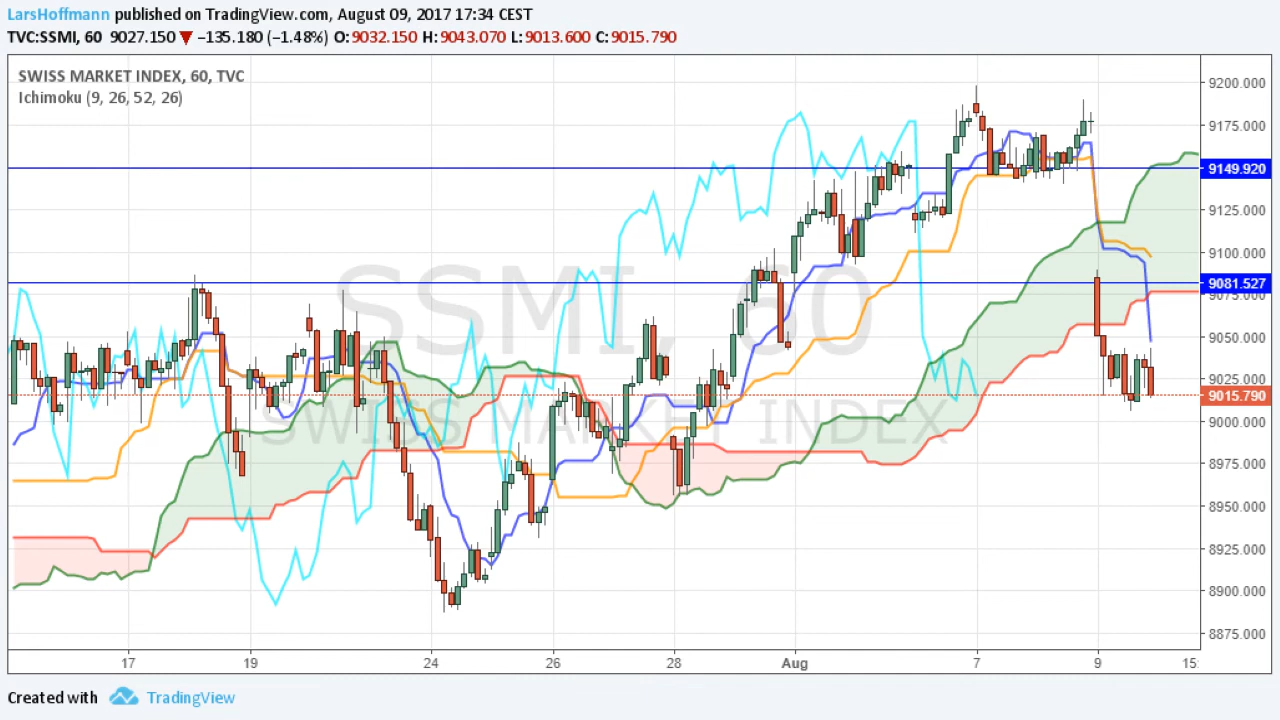 LarsHoffmann published on TradingView.com, August 09, 2017 17:34 CEST
TVC:SSMI, 60 9027.150 ▼ −135.180 (−1.48%) O:9032.150 H:9043.070 L:9013.600 C:9015.790
SWISS MARKET INDEX, 60, TVC
Ichimoku (9, 26, 52, 26)
SSMI, 60
SWISS MARKET INDEX
9200.000
9175.000
9149.920
9125.000
9100.000
9081.527
9075.000
9050.000
9025.000
9015.790
9000.000
8975.000
8950.000
8925.000
8900.000
8875.000
17 19 24 26 28 Aug 7 9 15:
Created with TradingView